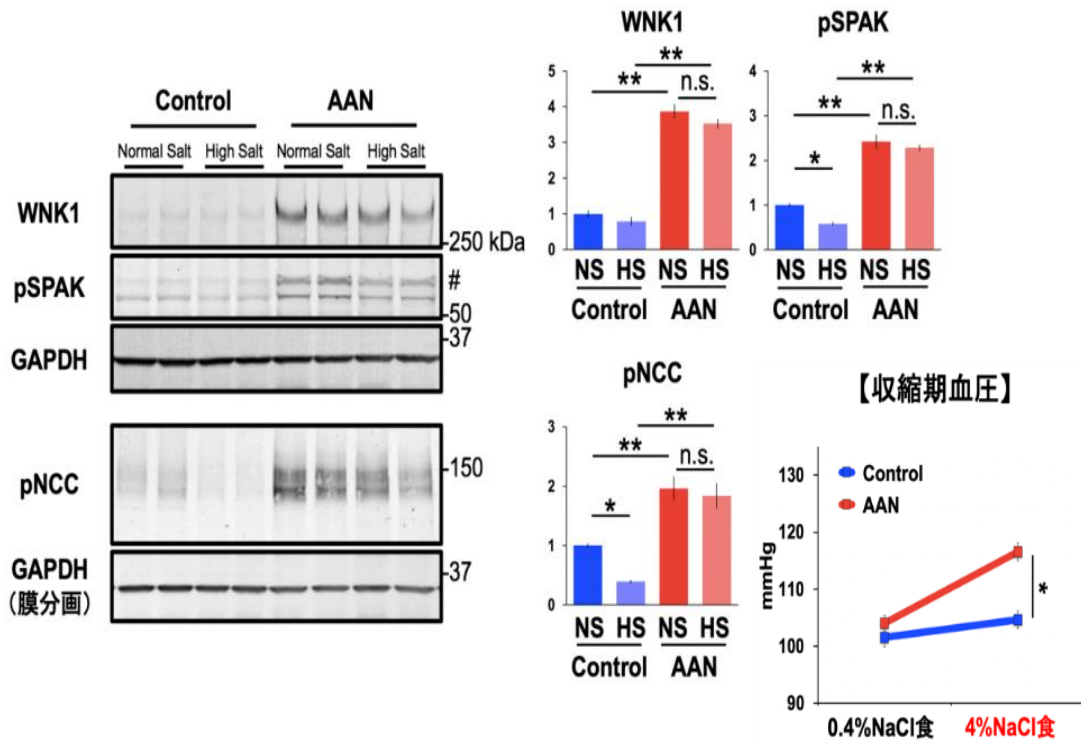 Control AAN
Normal Salt High Salt Normal Salt High Salt
WNK1
-250 kDa
pSPAK
#
-50
GAPDH
-37
pNCC
-150
GAPDH
(膜分画)
-37
WNK1
**
**
n.s.
5
4
3
2
1
0
NS HS NS HS
Control AAN
pSPAK
**
**
n.s.
*
4
3
2
1
0
NS HS NS HS
Control AAN
pNCC
**
**
n.s.
*
3
2
1
0
NS HS NS HS
Control AAN
【収縮期血圧】
Control
AAN
mmHg
130
120
110
100
90
*
0.4%NaCl食 4%NaCl食